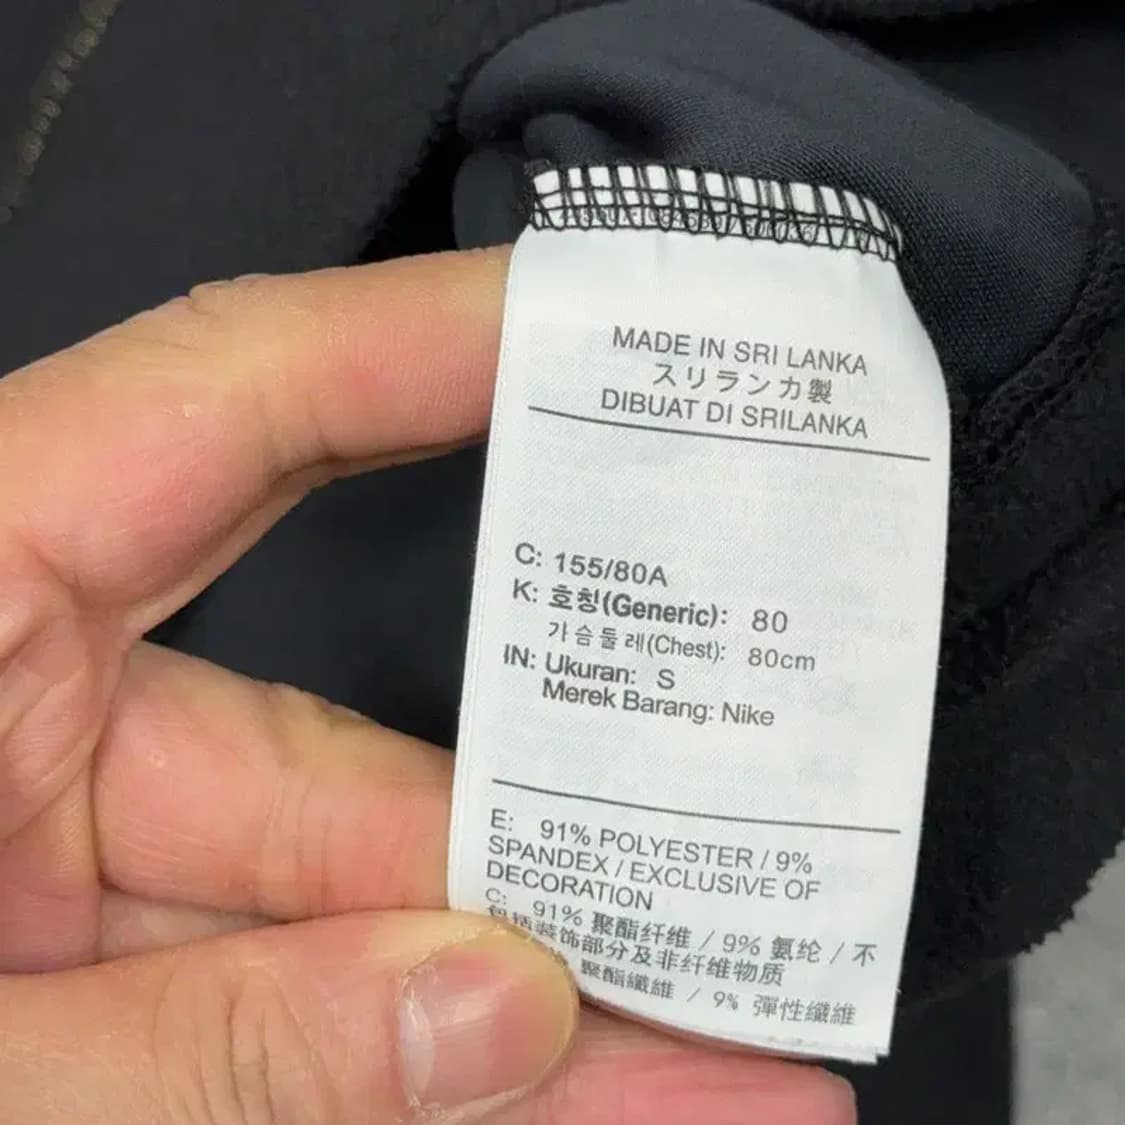 MADE IN SRI LANKA
スリランカ製
DIBUAT DI SRILANKA
C: 155/80A
K: 호칭(Generic): 80
가슴둘레(Chest): 80cm
IN: Ukuran: S
Merek Barang: Nike
E: 91% POLYESTER / 9%
SPANDEX / EXCLUSIVE OF
DECORATION
C: 91% 聚酯纤维 / 9% 氨纶 / 不
包括装饰部分及非纤维物质
聚酯纖維 / 9% 彈性纖維